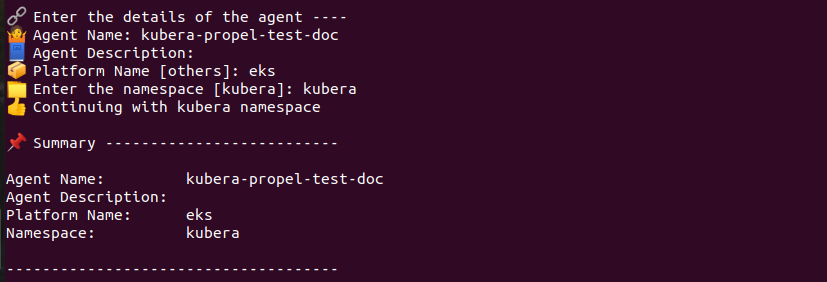 🔗 Enter the details of the agent ----
🤷 Agent Name: kubera-propel-test-doc
📘 Agent Description:
📦 Platform Name [others]: eks
📁 Enter the namespace [kubera]: kubera
👍 Continuing with kubera namespace
📌 Summary --------------------------
Agent Name: kubera-propel-test-doc
Agent Description:
Platform Name: eks
Namespace: kubera
-------------------------------------